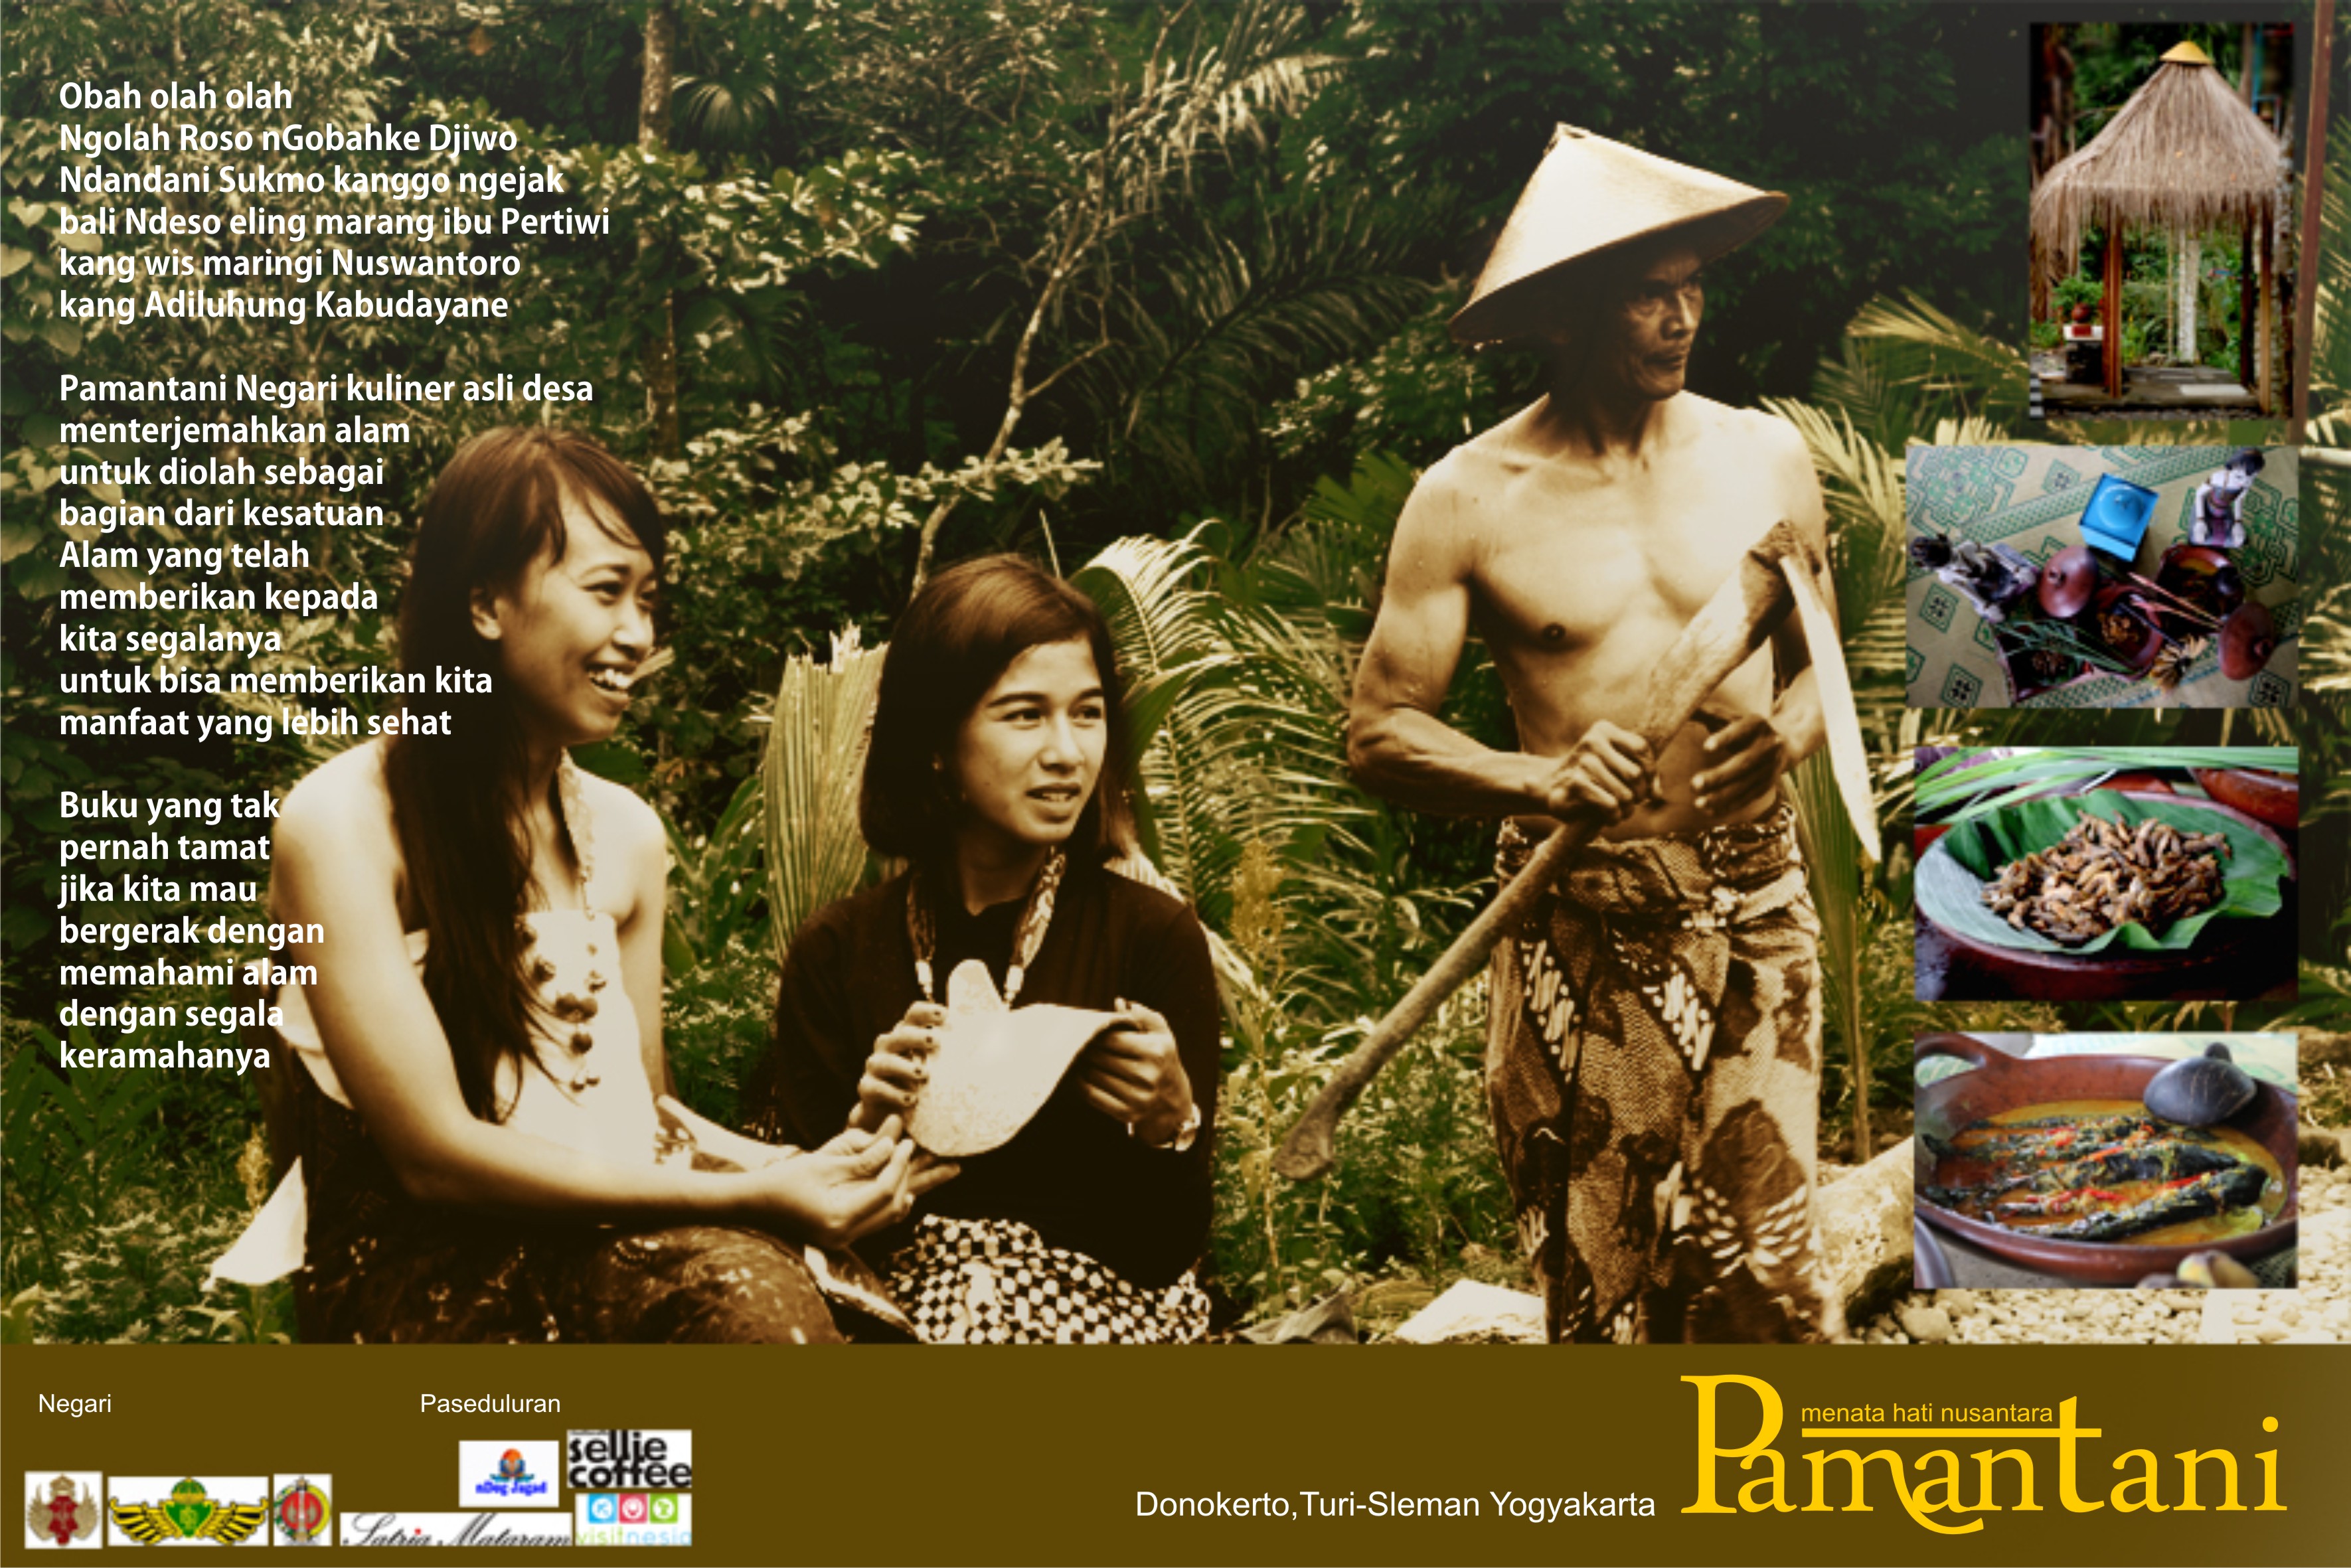 Obah olah olah
Ngolah Roso nGobahke Djiwo
Ndandani Sukmo kanggo ngejak
bali Ndeso eling marang ibu Pertiwi
kang wis maringi Nuswantoro
kang Adiluhung Kabudayane
Pamantani Negari kuliner asli desa
menterjemahkan alam
untuk diolah sebagai
bagian dari kesatuan
Alam yang telah
memberikan kepada
kita segalanya
untuk bisa memberikan kita
manfaat yang lebih sehat
Buku yang tak
pernah tamat
jika kita mau
bergerak dengan
memahami alam
dengan segala
keramahanya
Negari
Paseduluran
nDeg Jagad
sellie
coffee
Satria Mataram
visitnesia
Donokerto,Turi-Sleman Yogyakarta
menata hati nusantara
Pamantani